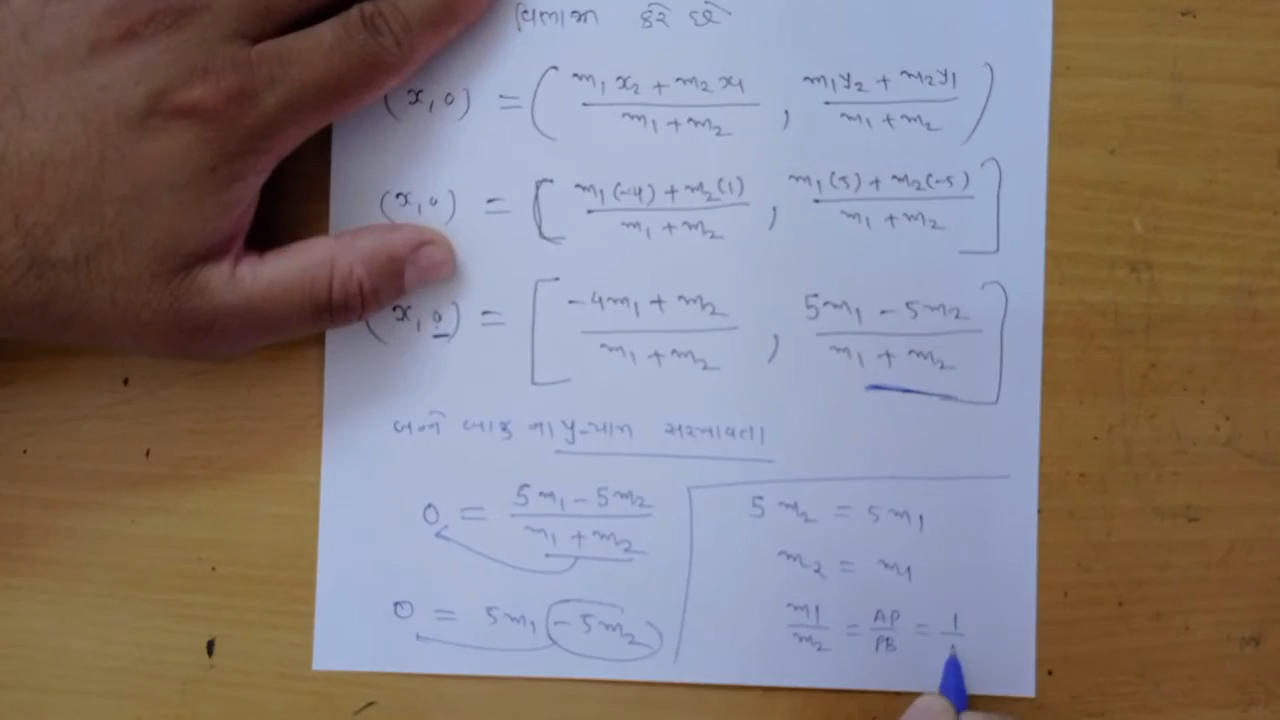 વિભાજન કરે છે
(x, 0) = ( (m₁x₂ + m₂x₁)/(m₁ + m₂) , (m₁y₂ + m₂y₁)/(m₁ + m₂) )
(x, 0) = [ (m₁(-4) + m₂(1))/(m₁ + m₂) , (m₁(5) + m₂(-5))/(m₁ + m₂) ]
(x, 0) = [ (-4m₁ + m₂)/(m₁ + m₂) , (5m₁ - 5m₂)/(m₁ + m₂) ]
બન્ને બાજુ ના y-યામ સરખાવતા
0 = (5m₁ - 5m₂)/(m₁ + m₂)
0 = 5m₁ - 5m₂
5m₂ = 5m₁
m₂ = m₁
m₁/m₂ = AP/PB = 1/